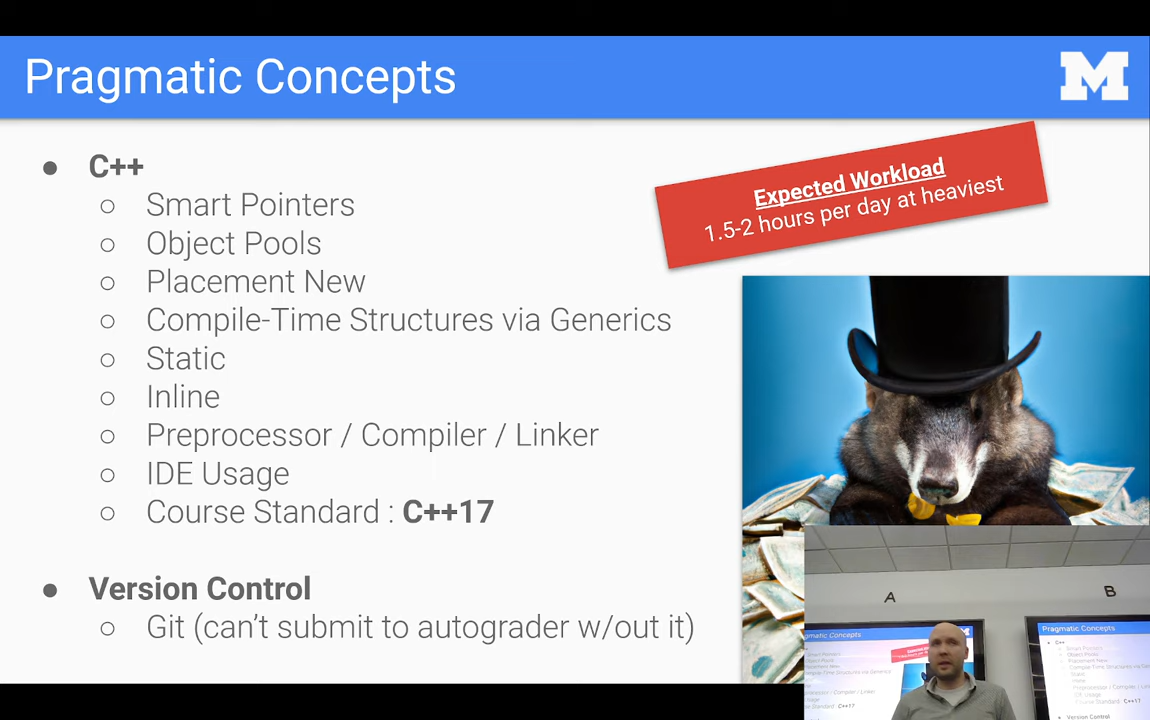 Pragmatic Concepts
M
● C++
○ Smart Pointers
○ Object Pools
○ Placement New
○ Compile-Time Structures via Generics
○ Static
○ Inline
○ Preprocessor / Compiler / Linker
○ IDE Usage
○ Course Standard : C++17
● Version Control
○ Git (can't submit to autograder w/out it)
Expected Workload
1.5-2 hours per day at heaviest
A
B
Pragmatic Concepts
Version Control